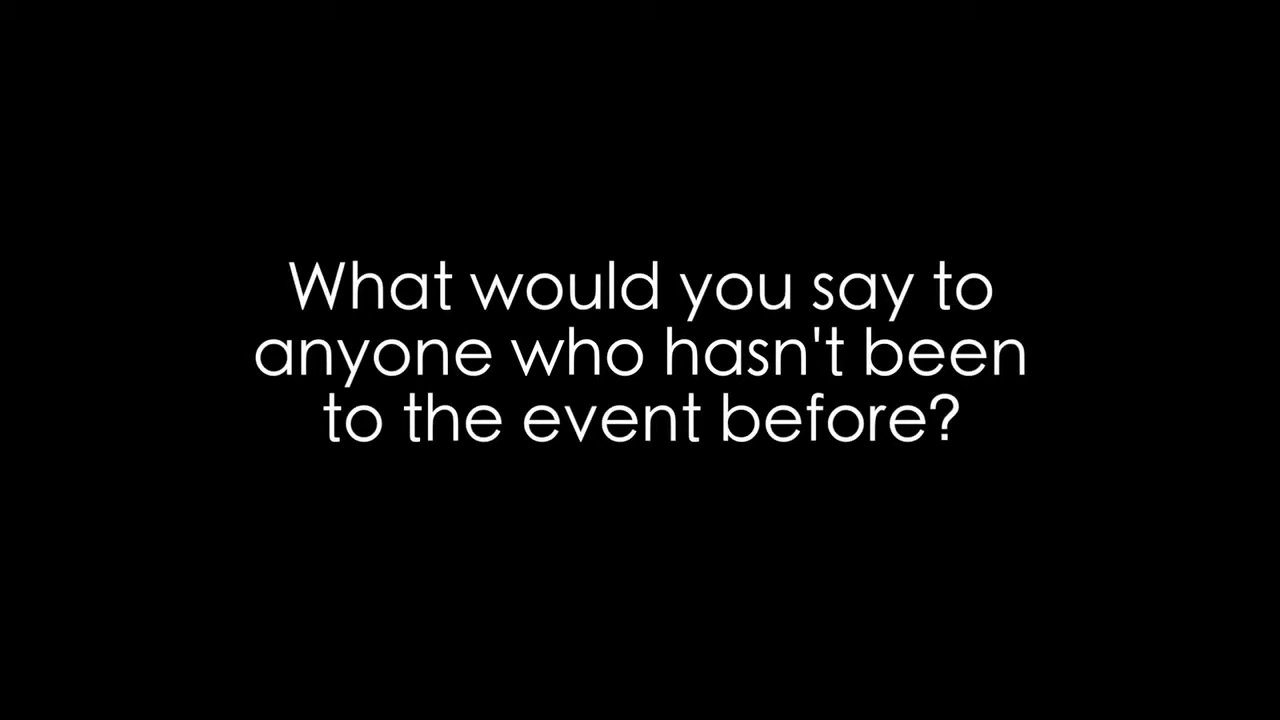 What would you say to
anyone who hasn't been
to the event before?